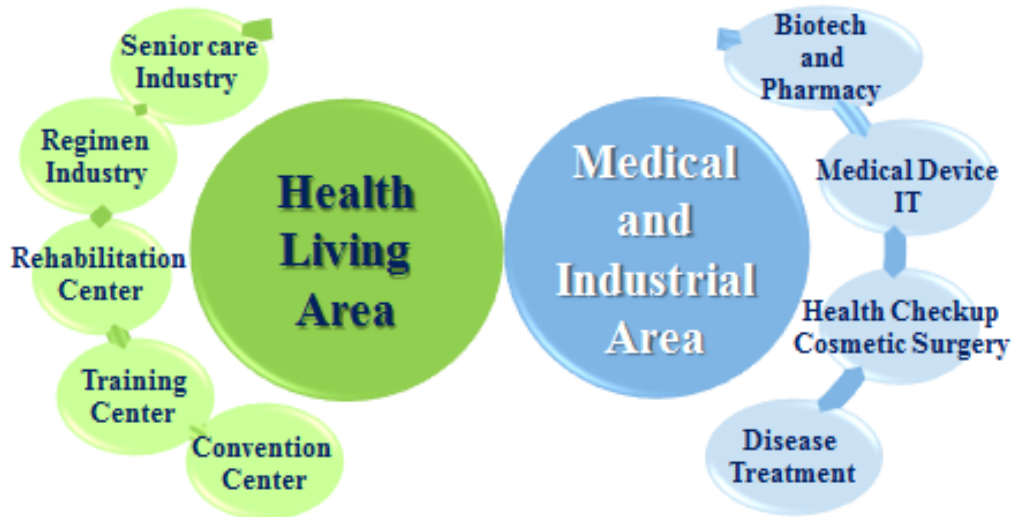 Senior care
Industry
Regimen
Industry
Rehabilitation
Center
Training
Center
Convention
Center
Health
Living
Area
Medical
and
Industrial
Area
Biotech
and
Pharmacy
Medical Device
IT
Health Checkup
Cosmetic Surgery
Disease
Treatment